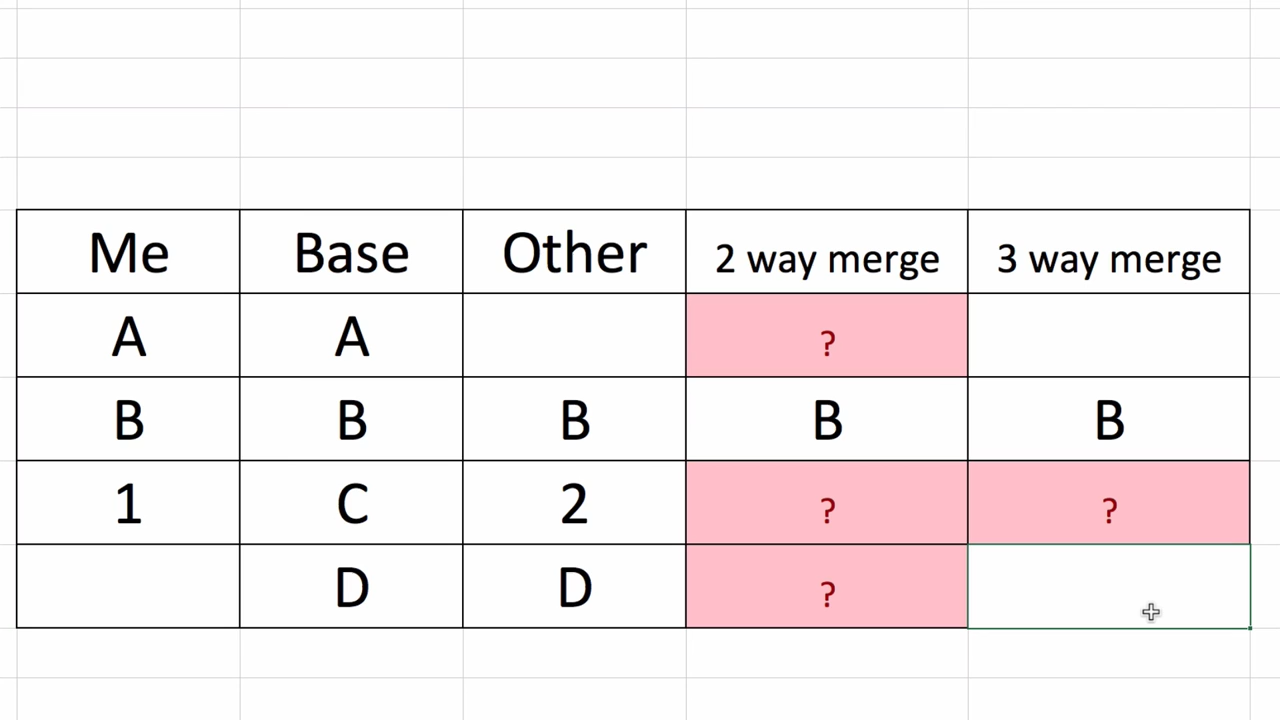 Me Base Other 2 way merge 3 way merge
A A ?
B B B B B
1 C 2 ? ?
D D ?